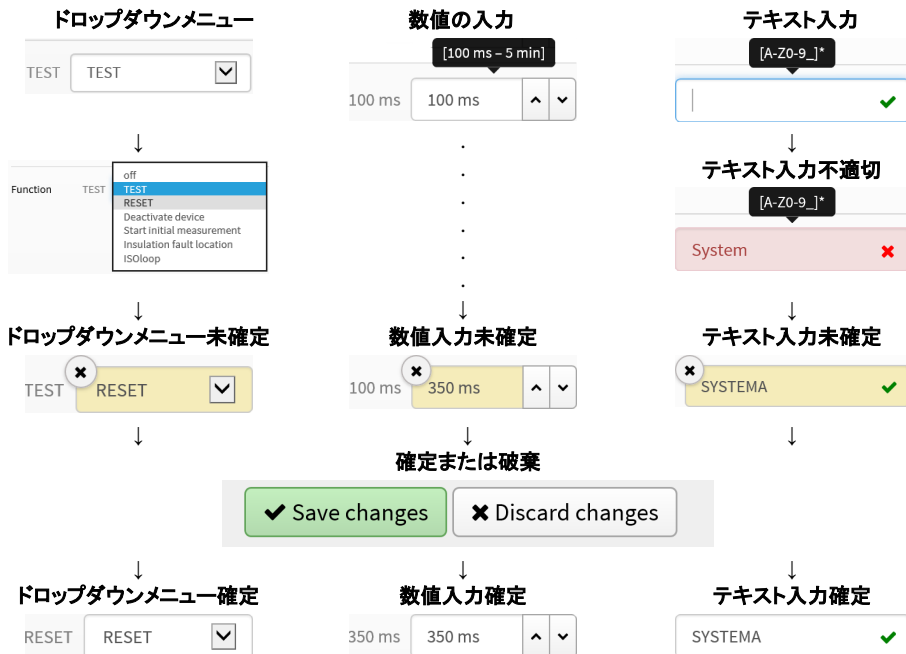 ドロップダウンメニュー
数値の入力
テキスト入力
[100 ms – 5 min]
[A-Z0-9_]*
TEST TEST
100 ms 100 ms
↓
↓
テキスト入力不適切
Function TEST
off
TEST
RESET
Deactivate device
Start initial measurement
Insulation fault location
ISOloop
[A-Z0-9_]*
System
↓
↓
↓
ドロップダウンメニュー未確定
数値入力未確定
テキスト入力未確定
TEST RESET
100 ms 350 ms
SYSTEMA
↓
↓
↓
確定または破棄
Save changes
Discard changes
↓
↓
↓
ドロップダウンメニュー確定
数値入力確定
テキスト入力確定
RESET RESET
350 ms 350 ms
SYSTEMA